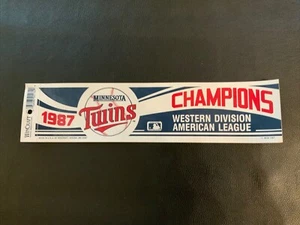 MINNESOTA
Twins
1987
CHAMPIONS
WESTERN DIVISION
AMERICAN LEAGUE